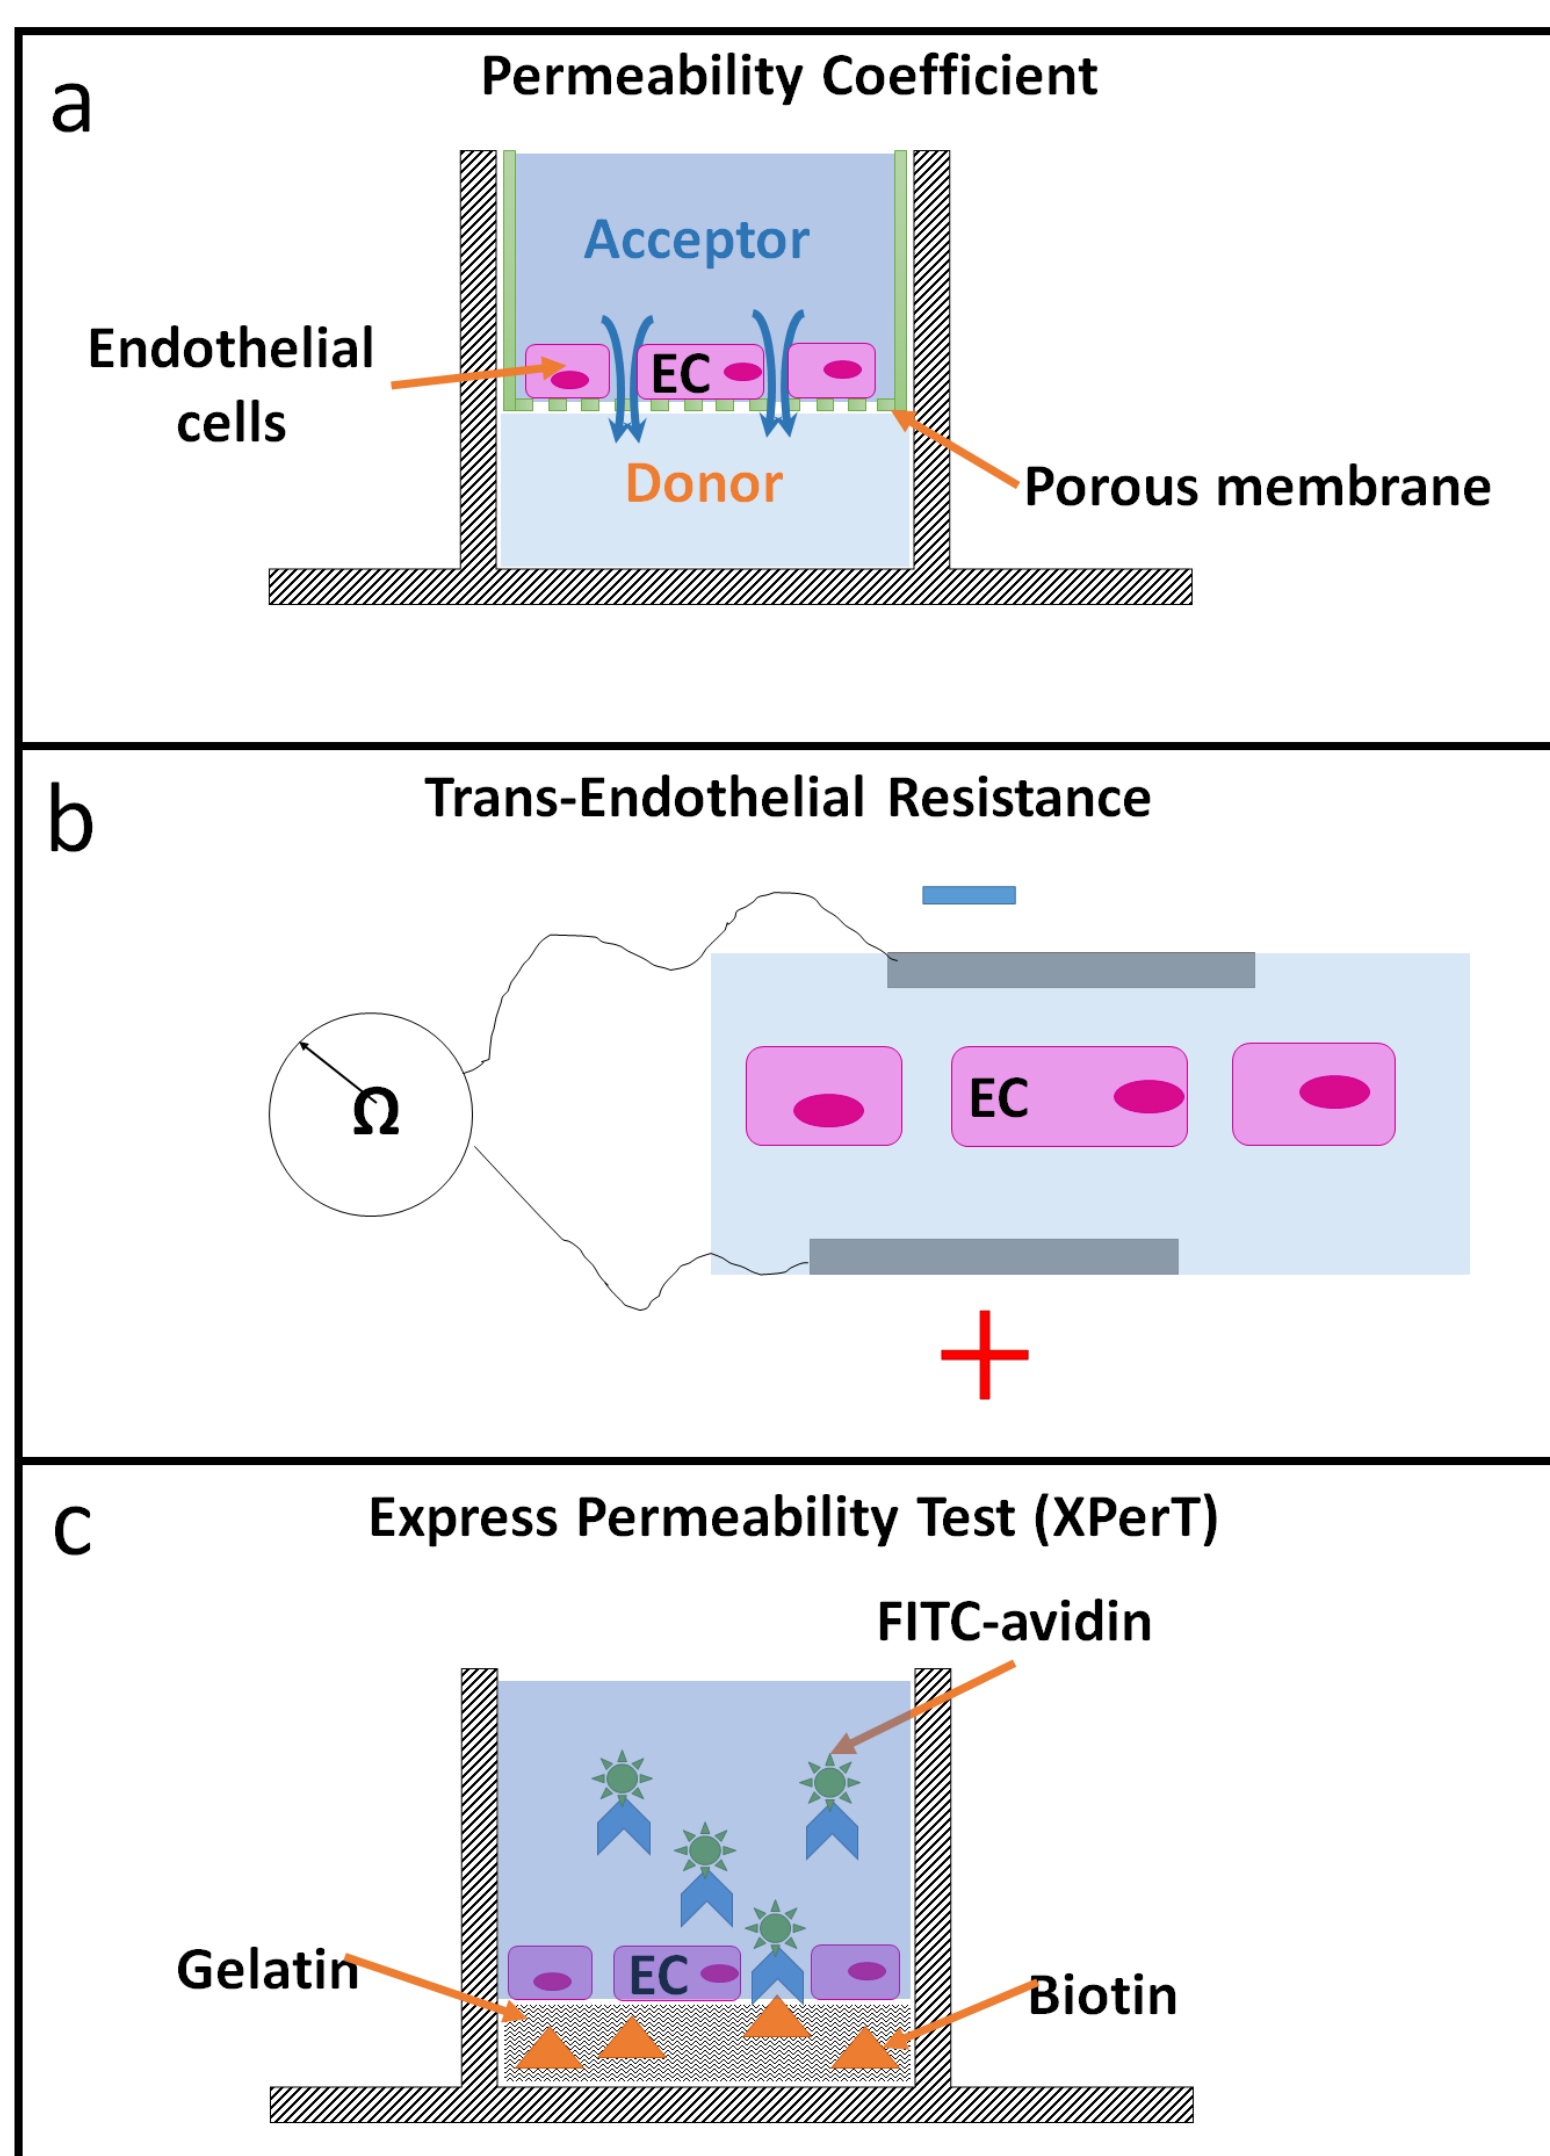 a
Permeability Coefficient
Acceptor
Endothelial
cells
EC
Donor
Porous membrane
b
Trans-Endothelial Resistance
Ω
EC
c
Express Permeability Test (XPerT)
FITC-avidin
Gelatin
EC
Biotin